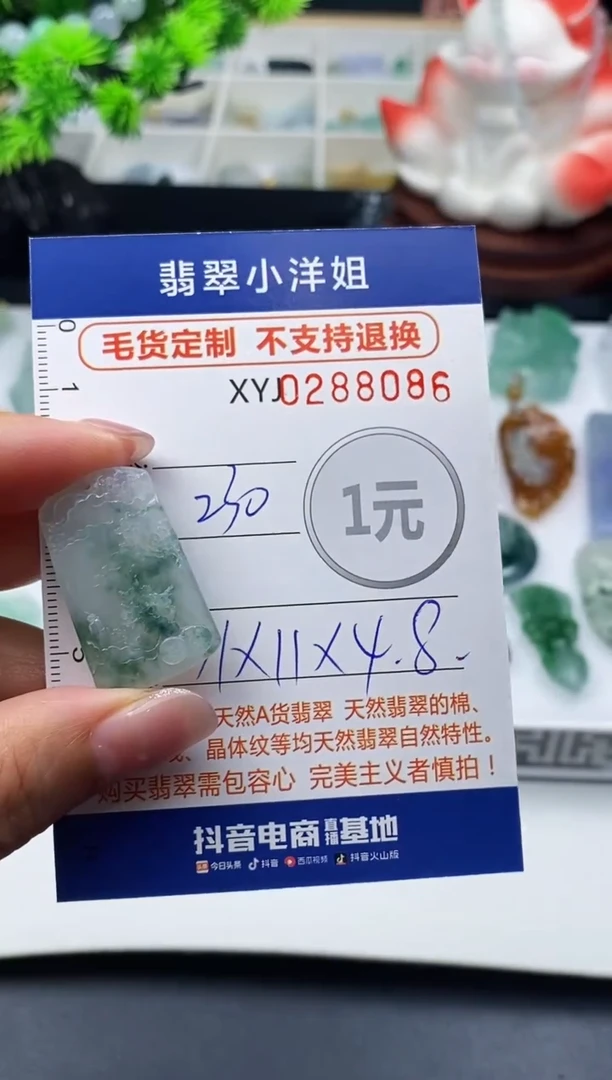 翡翠小洋姐
毛货定制 不支持退换
XYJ0288086
0
1
230
1元
11X11X4.8.
5
天然A货翡翠 天然翡翠的棉、
晶体纹等均天然翡翠自然特性。
购买翡翠需包容心 完美主义者慎拍！
抖音电商直播基地
今日头条 抖音 西瓜视频 抖音火山版